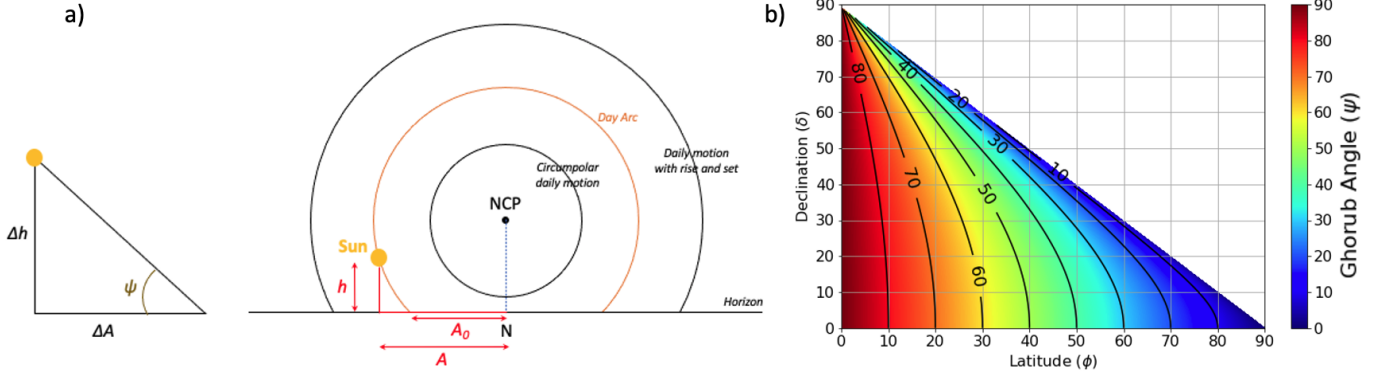 a)
Δh
ψ
ΔA
Day Arc
Circumpolar
daily motion
Daily motion
with rise and set
NCP
Sun
h
Horizon
A₀
N
A
b)
90
80
70
60
50
40
30
20
10
0
Declination (δ)
80
70
60
50
40
30
20
10
0 10 20 30 40 50 60 70 80 90
Latitude (ϕ)
90
80
70
60
50
40
30
20
10
0
Ghorub Angle (ψ)